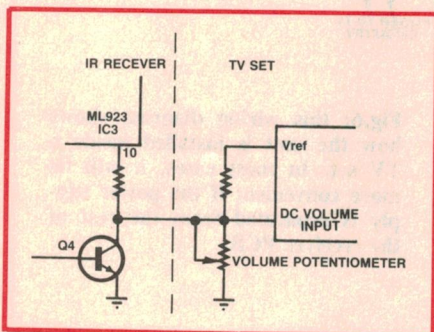 IR RECEVER
TV SET
ML923
IC3
10
Vref
DC VOLUME
INPUT
Q4
VOLUME POTENTIOMETER